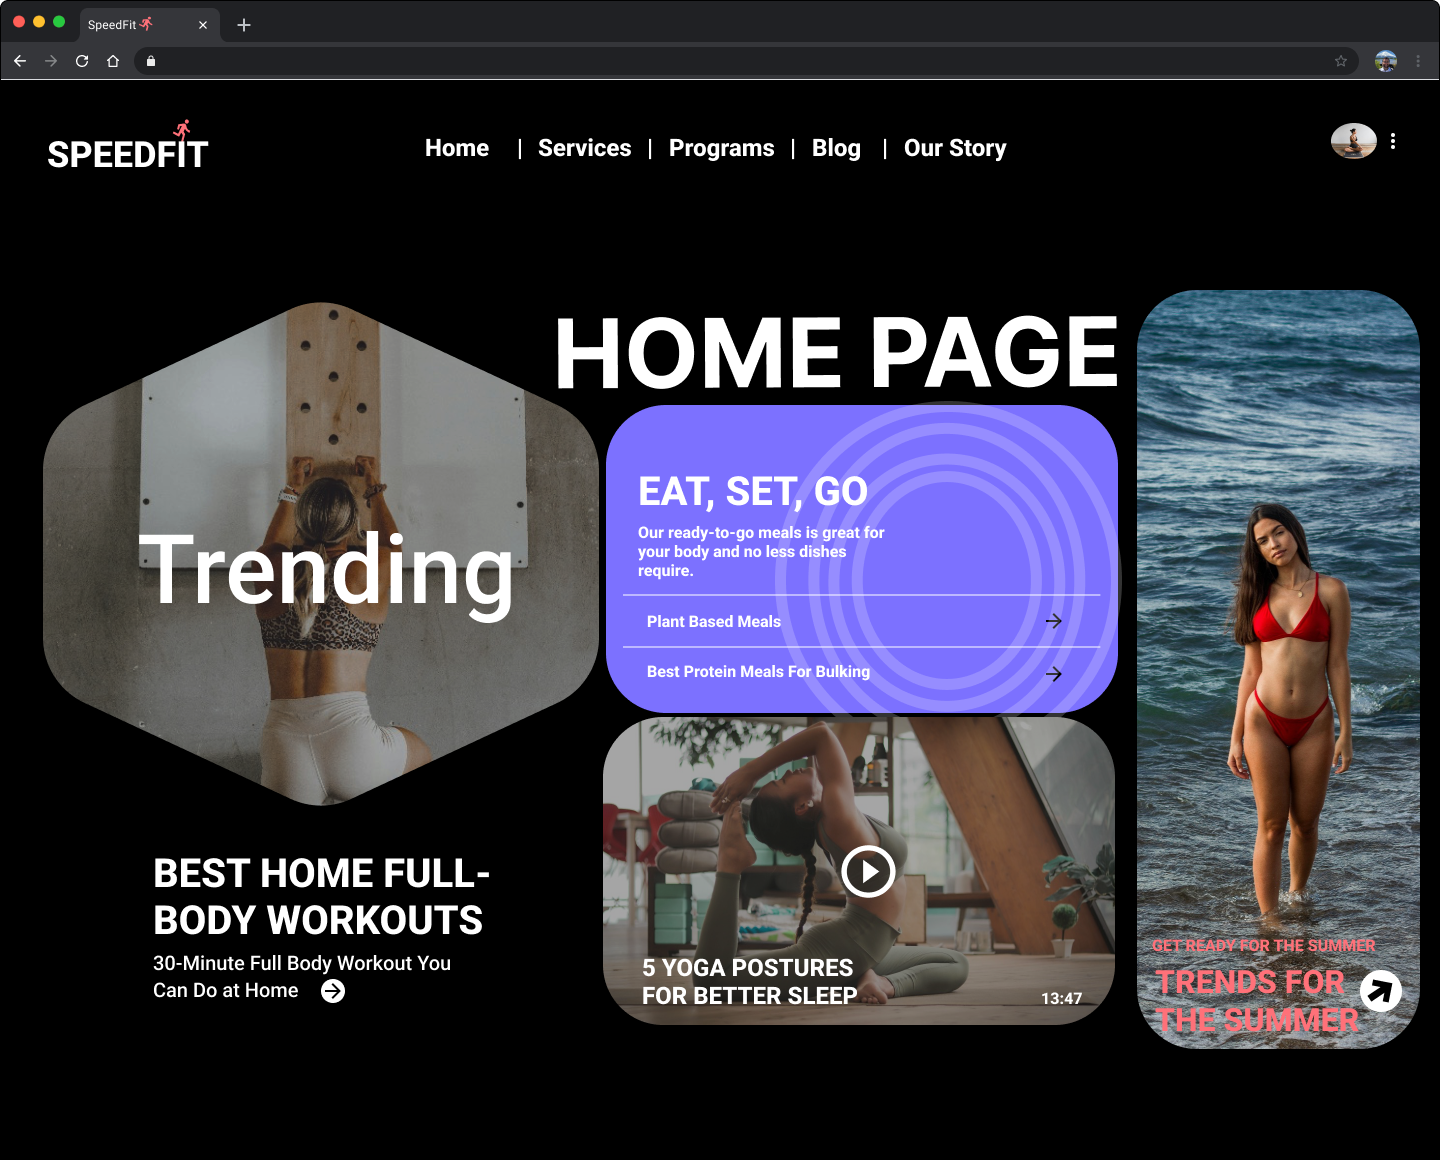 SpeedFit
SPEEDFIT
Home | Services | Programs | Blog | Our Story
HOME PAGE
Trending
BEST HOME FULL-
BODY WORKOUTS
30-Minute Full Body Workout You
Can Do at Home
EAT, SET, GO
Our ready-to-go meals is great for
your body and no less dishes
require.
Plant Based Meals
Best Protein Meals For Bulking
5 YOGA POSTURES
FOR BETTER SLEEP
13:47
GET READY FOR THE SUMMER
TRENDS FOR
THE SUMMER